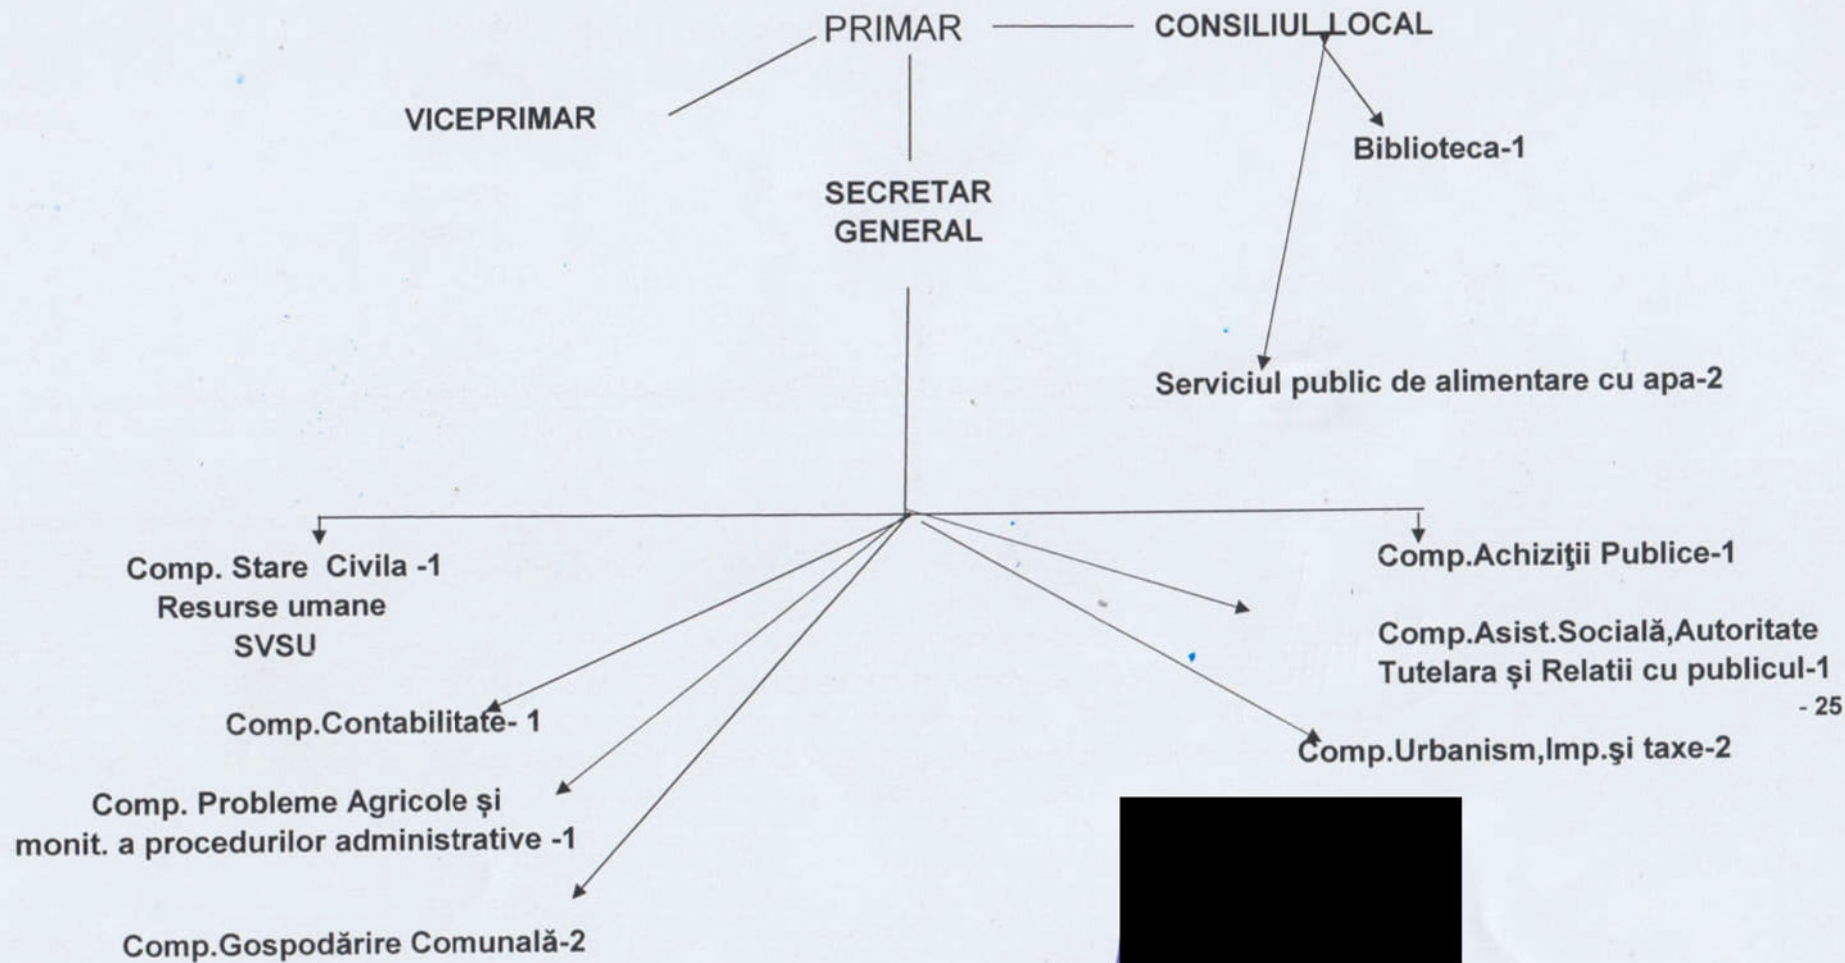 PRIMAR
CONSILIUL LOCAL
VICEPRIMAR
Biblioteca-1
SECRETAR
GENERAL
Serviciul public de alimentare cu apa-2
Comp. Stare Civila -1
Resurse umane
SVSU
Comp.Contabilitate- 1
Comp. Probleme Agricole şi
monit. a procedurilor administrative -1
Comp.Gospodărire Comunală-2
Comp.Achiziţii Publice-1
Comp.Asist.Socială,Autoritate
Tutelara şi Relatii cu publicul-1
- 25
Comp.Urbanism,Imp.şi taxe-2